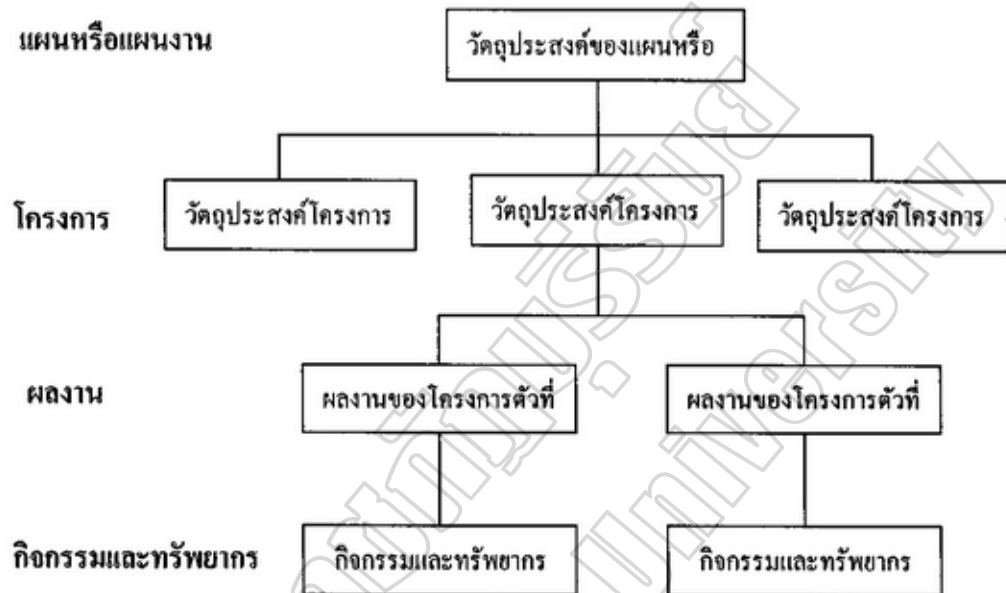 แผนหรือแผนงาน
วัตถุประสงค์ของแผนหรือ
โครงการ
วัตถุประสงค์โครงการ
วัตถุประสงค์โครงการ
วัตถุประสงค์โครงการ
ผลงาน
ผลงานของโครงการตัวที่
ผลงานของโครงการตัวที่
กิจกรรมและทรัพยากร
กิจกรรมและทรัพยากร
กิจกรรมและทรัพยากร
University